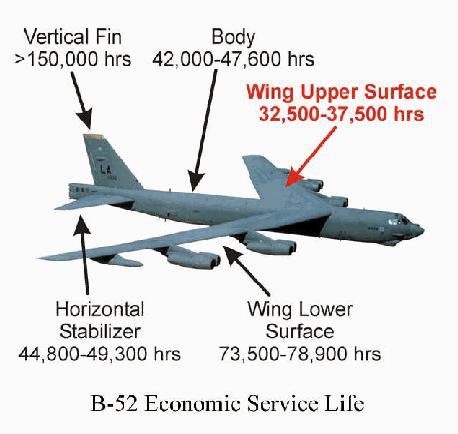 Vertical Fin
>150,000 hrs
Body
42,000-47,600 hrs
Wing Upper Surface
32,500-37,500 hrs
LA
Horizontal
Stabilizer
44,800-49,300 hrs
Wing Lower
Surface
73,500-78,900 hrs
B-52 Economic Service Life